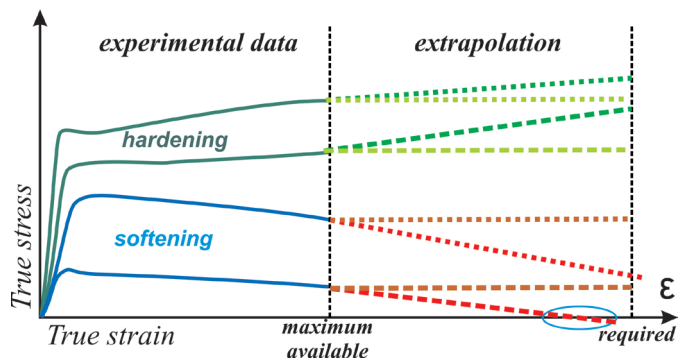 experimental data
extrapolation
hardening
softening
True stress
ε
True strain
maximum
available
required